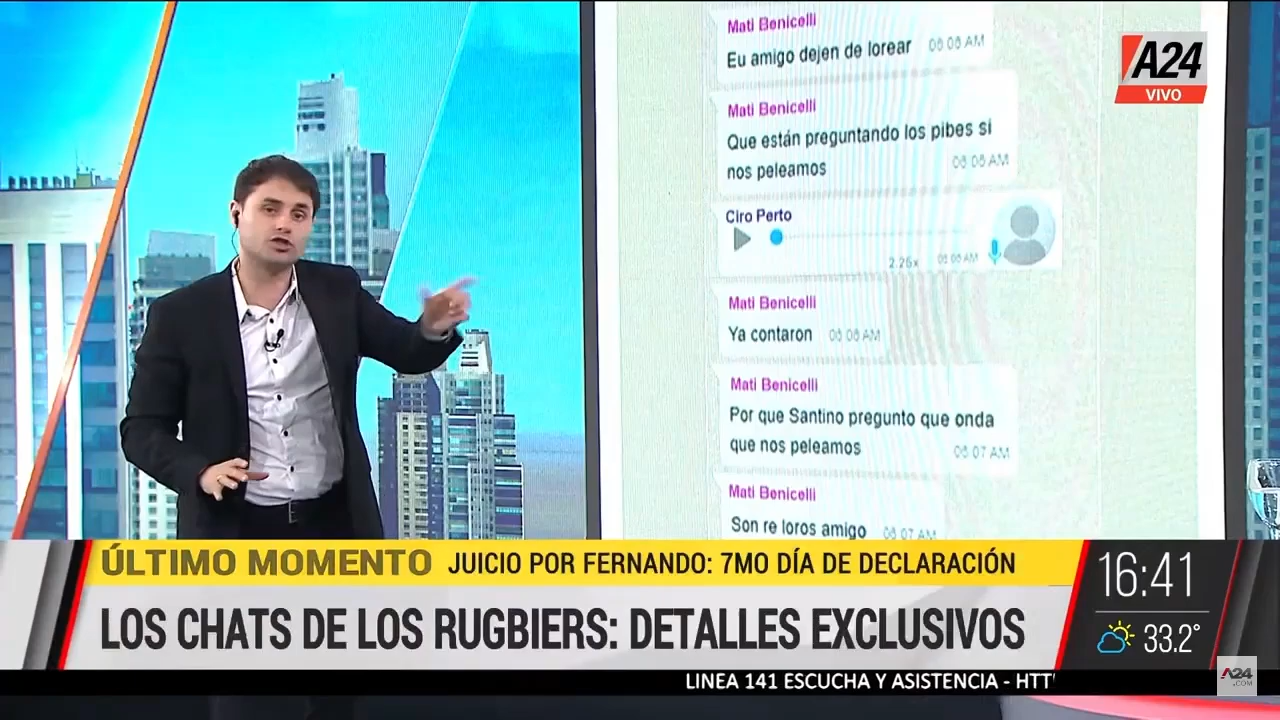 Mati Benicelli
Eu amigo dejen de lorear 06:06 AM
Mati Benicelli
Que están preguntando los pibes si
nos peleamos 06:06 AM
Ciro Perto
2.25x 06:06 AM
Mati Benicelli
Ya contaron 06:06 AM
Mati Benicelli
Por que Santino pregunto que onda
que nos peleamos 06:07 AM
Mati Benicelli
Son re loros amigo 06:07 AM
A24
VIVO
ÚLTIMO MOMENTO JUICIO POR FERNANDO: 7MO DÍA DE DECLARACIÓN
LOS CHATS DE LOS RUGBIERS: DETALLES EXCLUSIVOS
16:41
33.2°
LINEA 141 ESCUCHA Y ASISTENCIA - HTT
A24
.COM